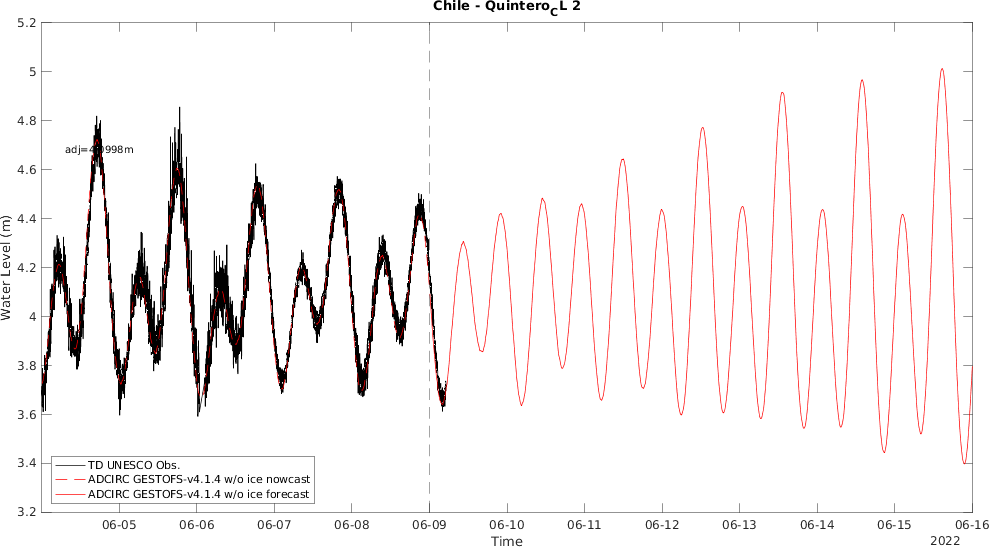 Chile - Quintero_CL 2
5.2
5
4.8
4.6
4.4
4.2
4
3.8
3.6
3.4
3.2
Water Level (m)
TD UNESCO Obs.
ADCIRC GESTOFS-v4.1.4 w/o ice nowcast
ADCIRC GESTOFS-v4.1.4 w/o ice forecast
06-05 06-06 06-07 06-08 06-09 06-10 06-11 06-12 06-13 06-14 06-15 06-16
Time
2022